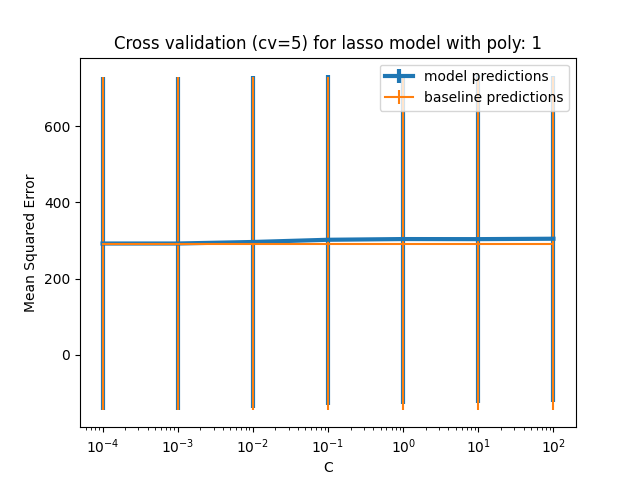 Cross validation (cv=5) for lasso model with poly: 1
model predictions
baseline predictions
Mean Squared Error
600
400
200
0
10⁻⁴ 10⁻³ 10⁻² 10⁻¹ 10⁰ 10¹ 10²
C